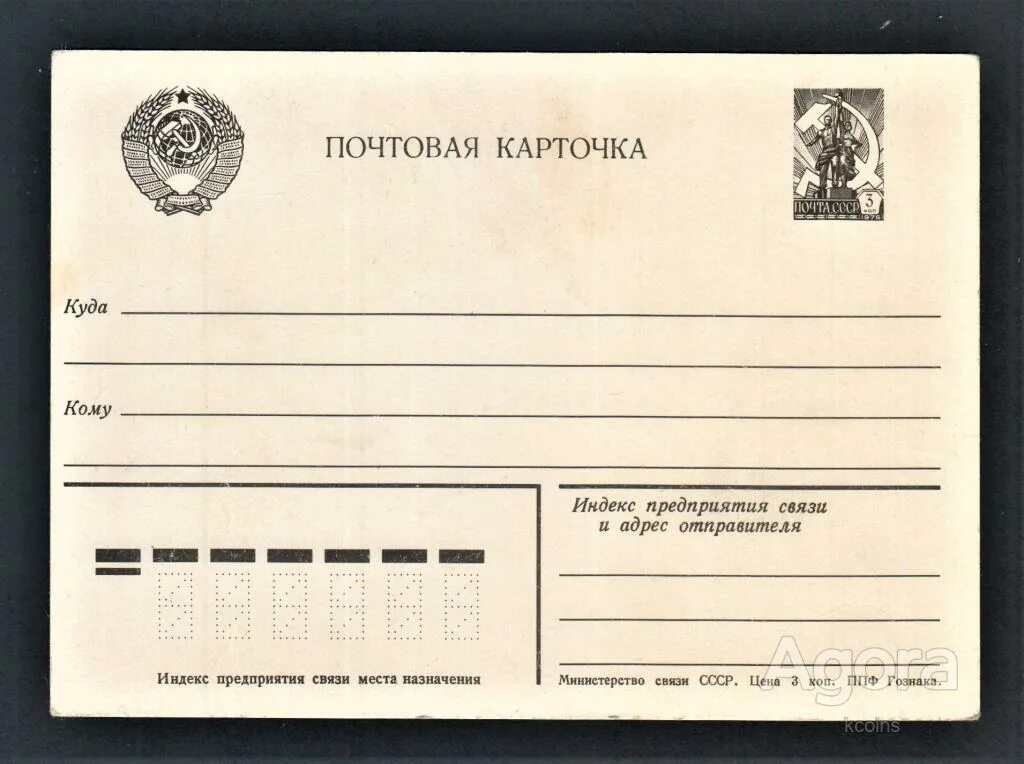 ПОЧТОВАЯ КАРТОЧКА
ПОЧТА СССР 3 КОП
1976
Куда
Кому
Индекс предприятия связи
и адрес отправителя
Индекс предприятия связи места назначения
Министерство связи СССР. Цена 3 коп. ППФ Гознака.
Agora
kcoins